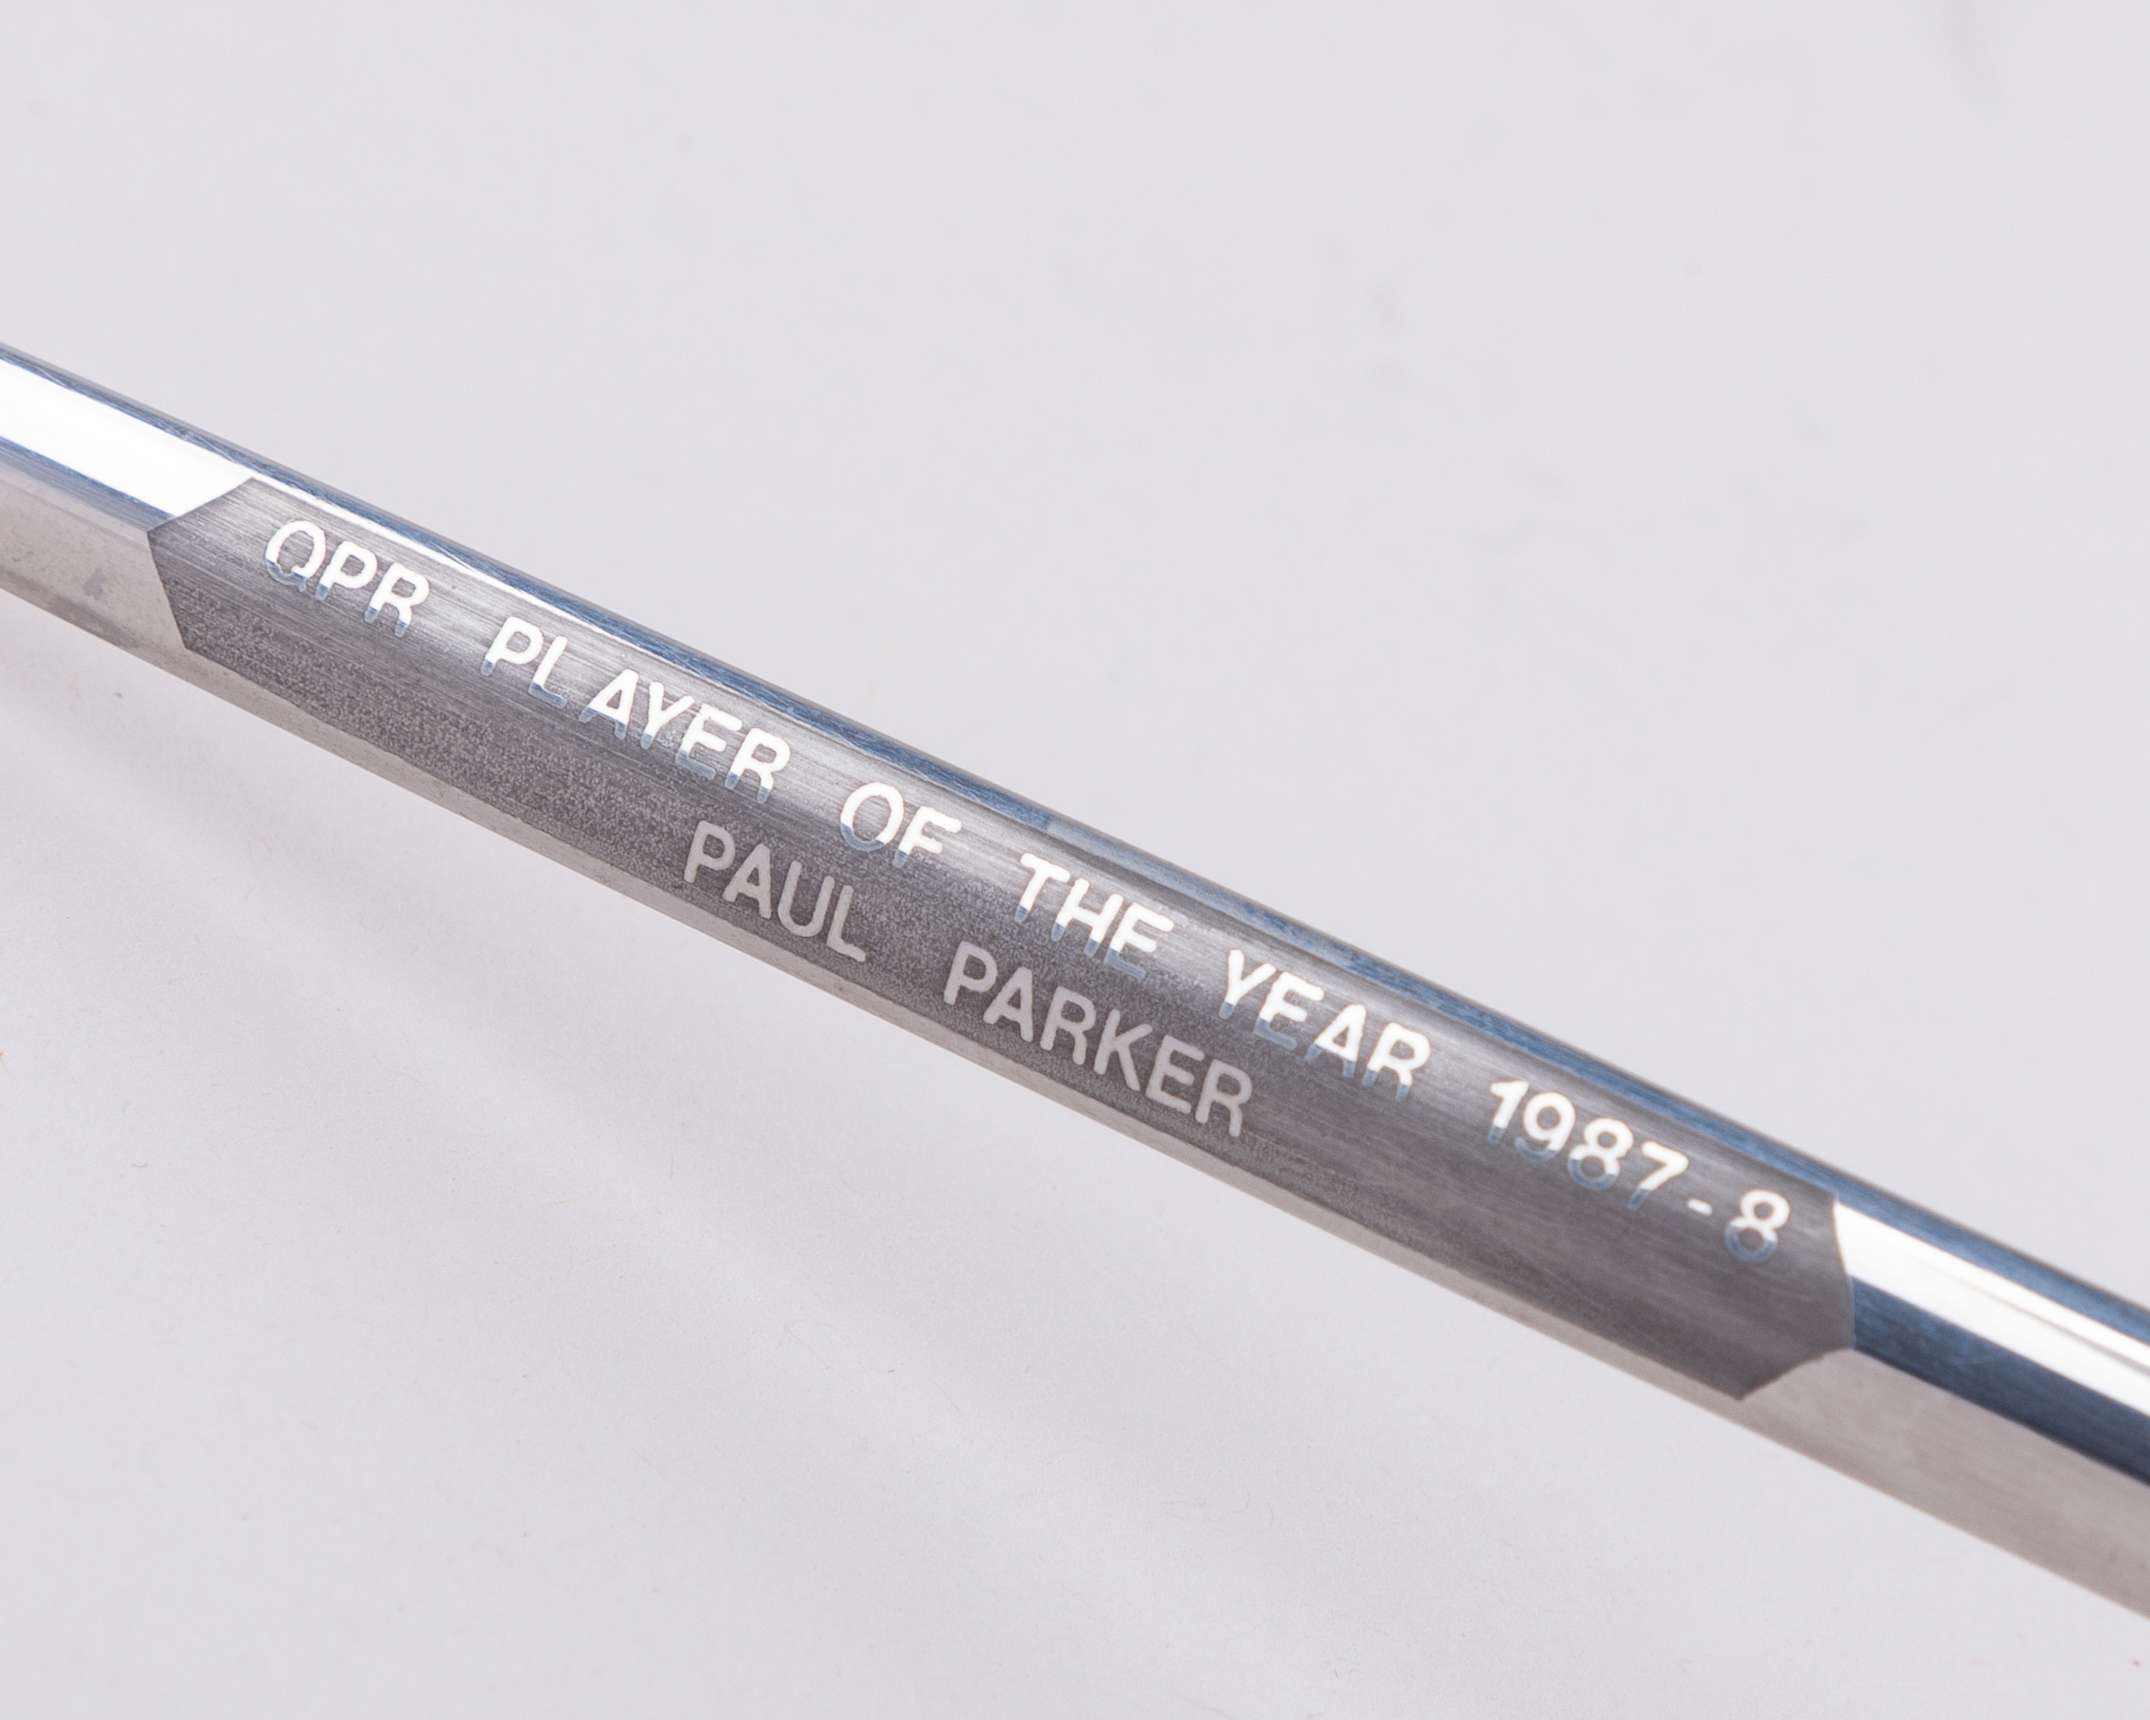 QPR PLAYER OF THE YEAR 1987-8
PAUL PARKER